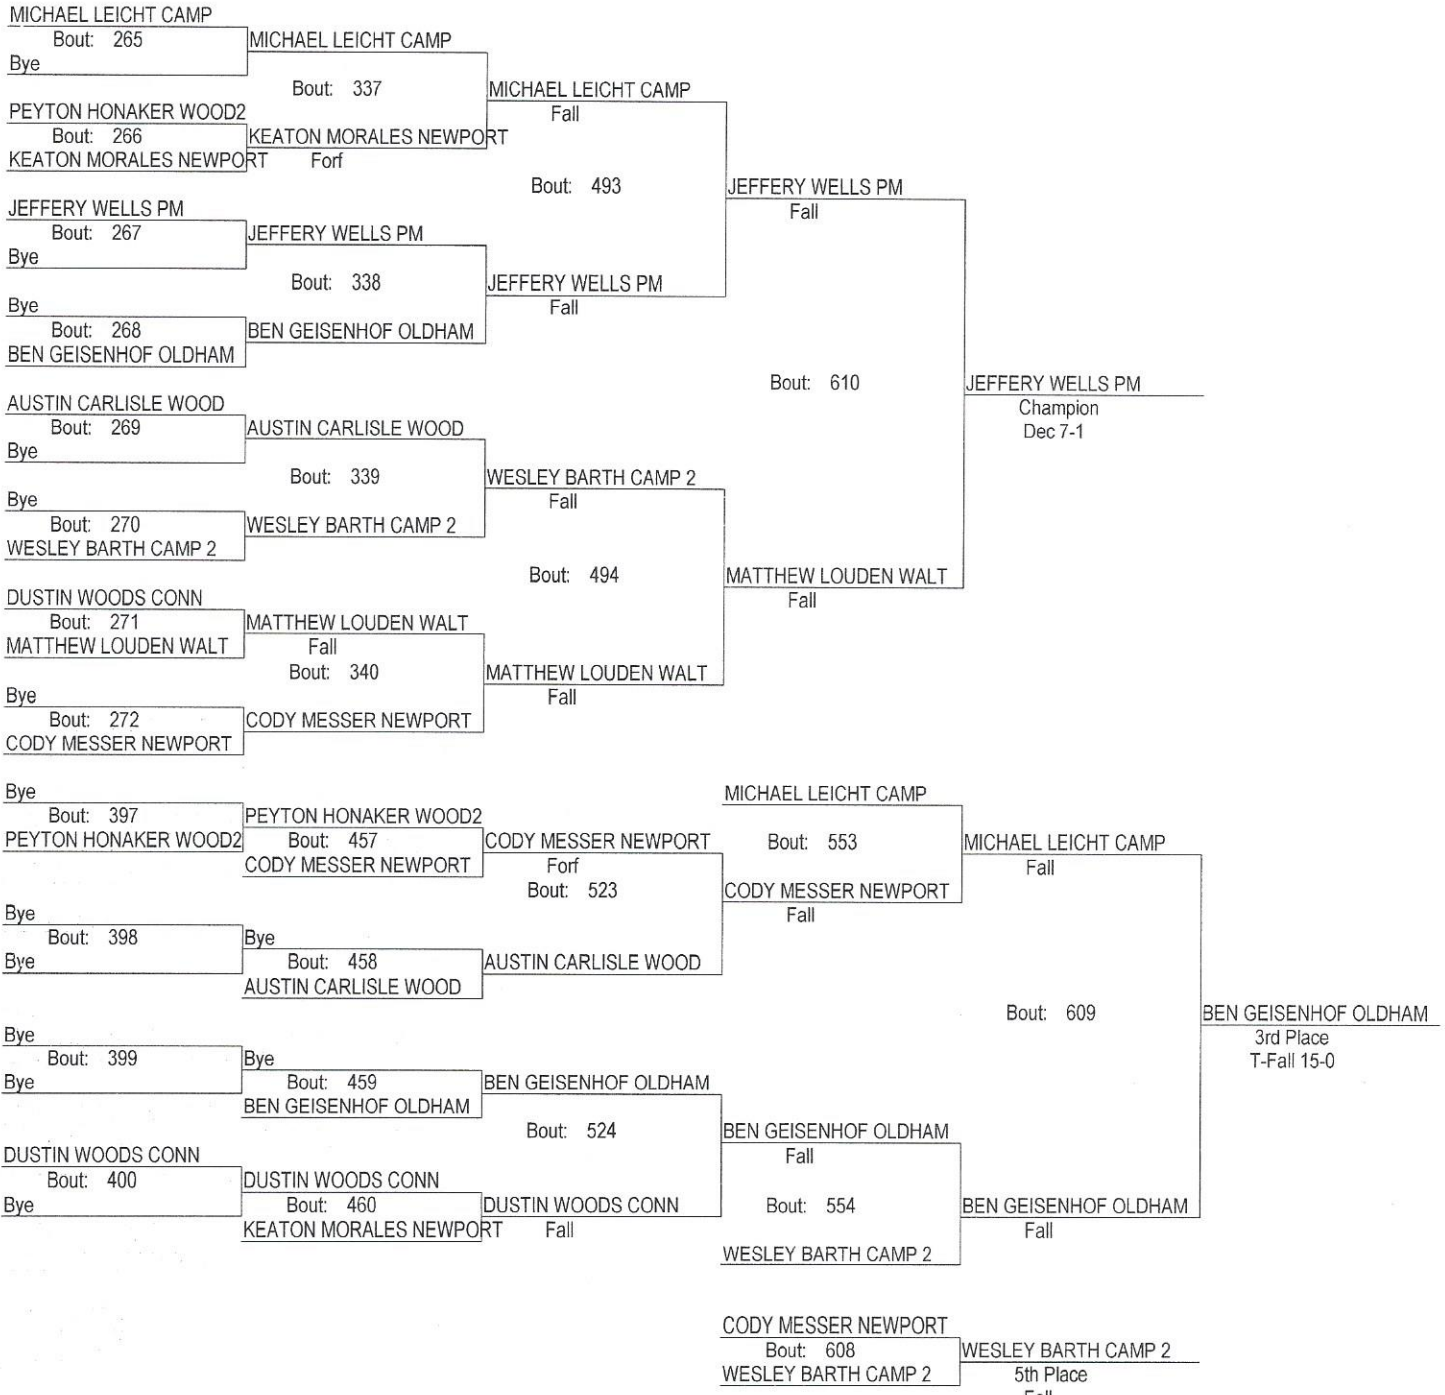 MICHAEL LEICHT CAMP
Bout: 265
MICHAEL LEICHT CAMP
Bye
Bout: 337
MICHAEL LEICHT CAMP
Fall
PEYTON HONAKER WOOD2
Bout: 266
KEATON MORALES NEWPORT
KEATON MORALES NEWPORT
Forf
Bout: 493
JEFFERY WELLS PM
Fall
JEFFERY WELLS PM
Bout: 267
JEFFERY WELLS PM
Bye
Bout: 338
JEFFERY WELLS PM
Fall
Bye
Bout: 268
BEN GEISENHOF OLDHAM
BEN GEISENHOF OLDHAM
Bout: 610
JEFFERY WELLS PM
Champion
Dec 7-1
AUSTIN CARLISLE WOOD
Bout: 269
AUSTIN CARLISLE WOOD
Bye
Bout: 339
WESLEY BARTH CAMP 2
Fall
Bye
Bout: 270
WESLEY BARTH CAMP 2
WESLEY BARTH CAMP 2
Bout: 494
MATTHEW LOUDEN WALT
Fall
DUSTIN WOODS CONN
Bout: 271
MATTHEW LOUDEN WALT
Fall
MATTHEW LOUDEN WALT
Bout: 340
MATTHEW LOUDEN WALT
Fall
Bye
Bout: 272
CODY MESSER NEWPORT
CODY MESSER NEWPORT
Bye
Bout: 397
PEYTON HONAKER WOOD2
PEYTON HONAKER WOOD2
Bout: 457
CODY MESSER NEWPORT
CODY MESSER NEWPORT
Forf
Bout: 523
MICHAEL LEICHT CAMP
Bout: 553
CODY MESSER NEWPORT
Fall
MICHAEL LEICHT CAMP
Fall
Bye
Bout: 398
Bye
Bye
Bout: 458
AUSTIN CARLISLE WOOD
AUSTIN CARLISLE WOOD
Bout: 609
BEN GEISENHOF OLDHAM
3rd Place
T-Fall 15-0
Bye
Bout: 399
Bye
Bye
Bout: 459
BEN GEISENHOF OLDHAM
BEN GEISENHOF OLDHAM
Bout: 524
BEN GEISENHOF OLDHAM
Fall
DUSTIN WOODS CONN
Bout: 400
Bye
DUSTIN WOODS CONN
Bout: 460
KEATON MORALES NEWPORT
DUSTIN WOODS CONN
Fall
Bout: 554
WESLEY BARTH CAMP 2
BEN GEISENHOF OLDHAM
Fall
CODY MESSER NEWPORT
Bout: 608
WESLEY BARTH CAMP 2
WESLEY BARTH CAMP 2
5th Place
Fall